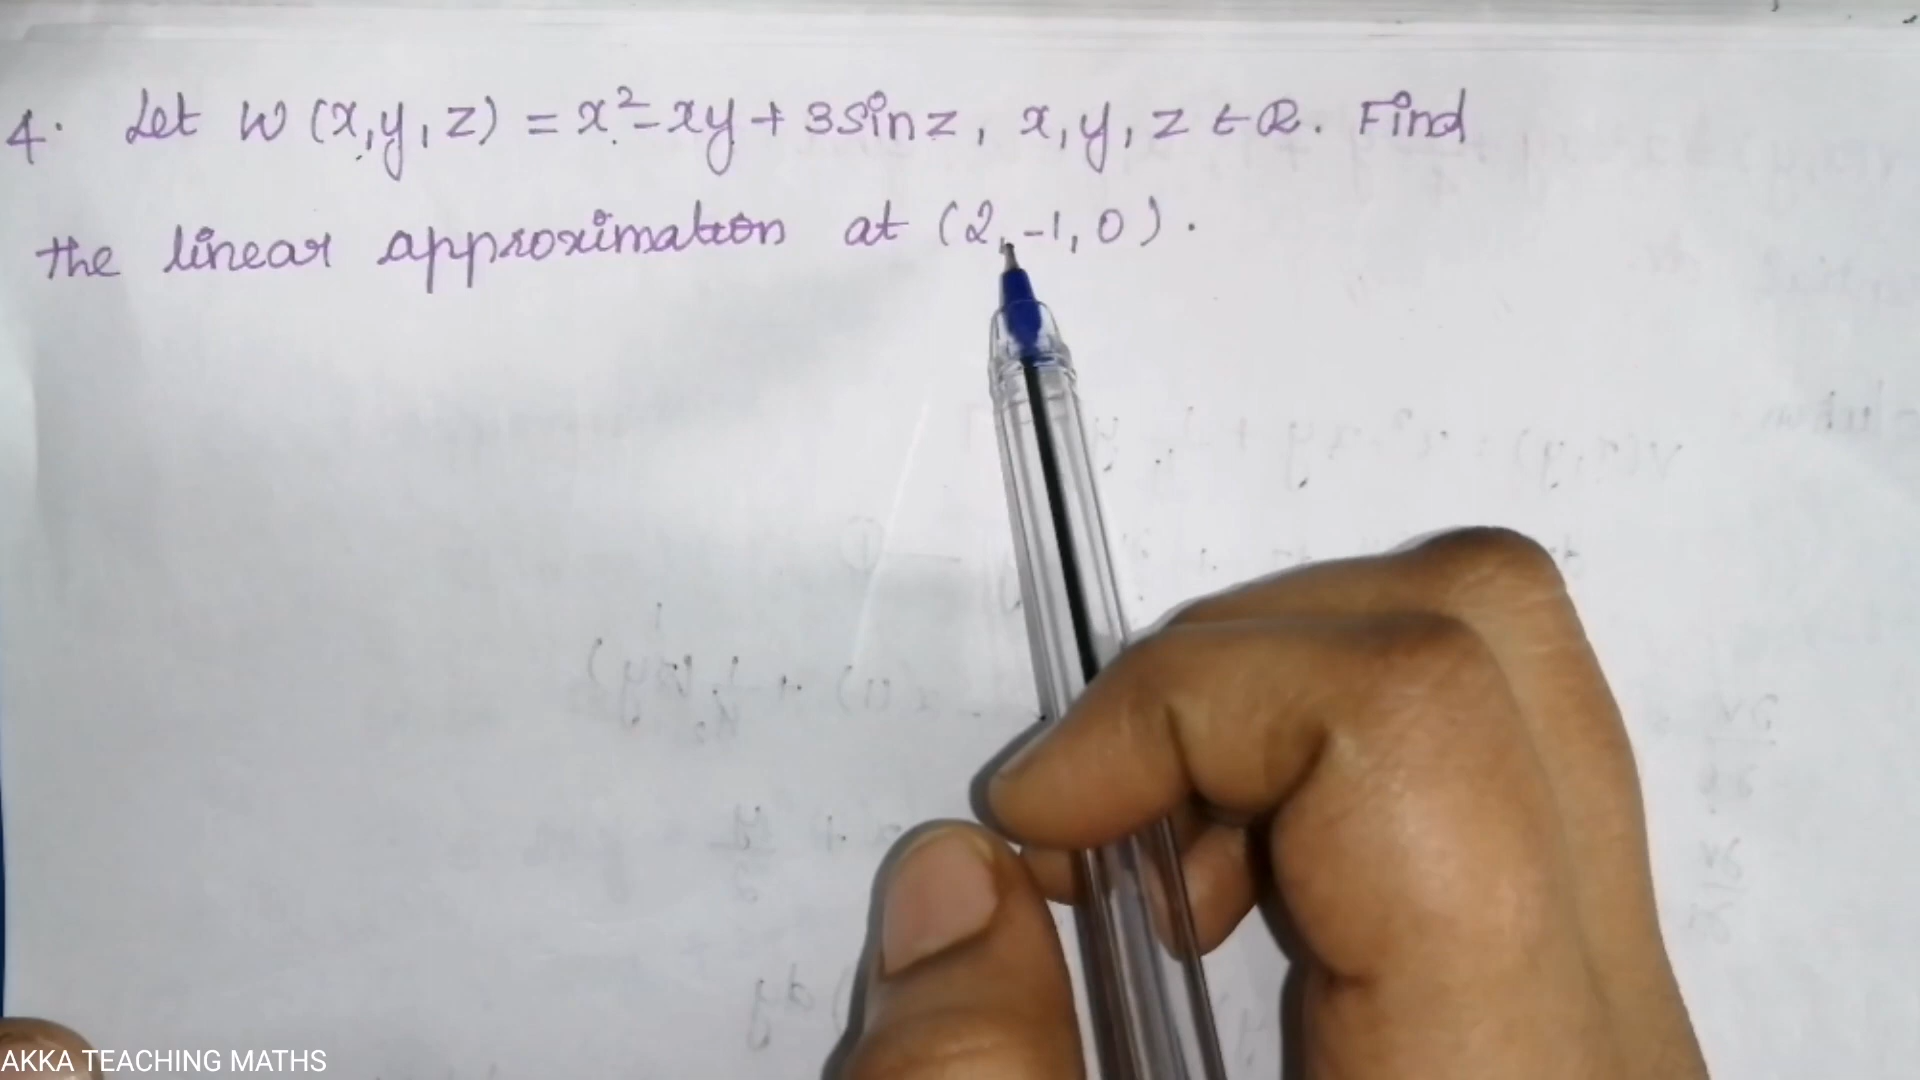 4. Let W(x,y,z) = x²-xy+3sinz, x,y,z ∈ R. Find
the linear approximation at (2,-1,0).
AKKA TEACHING MATHS